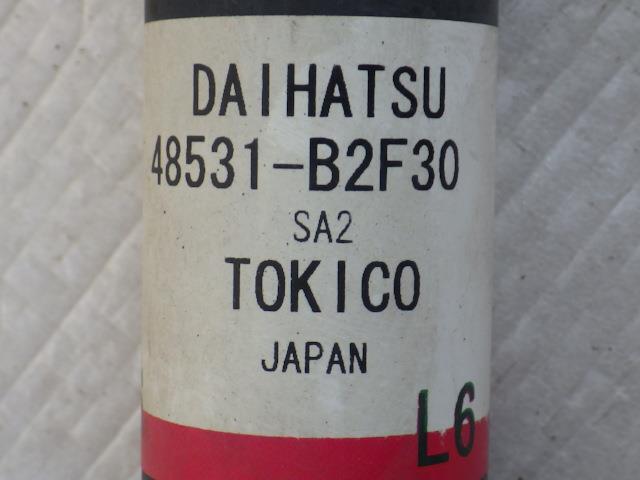 DAIHATSU
48531-B2F30
SA2
TOKICO
JAPAN
L6